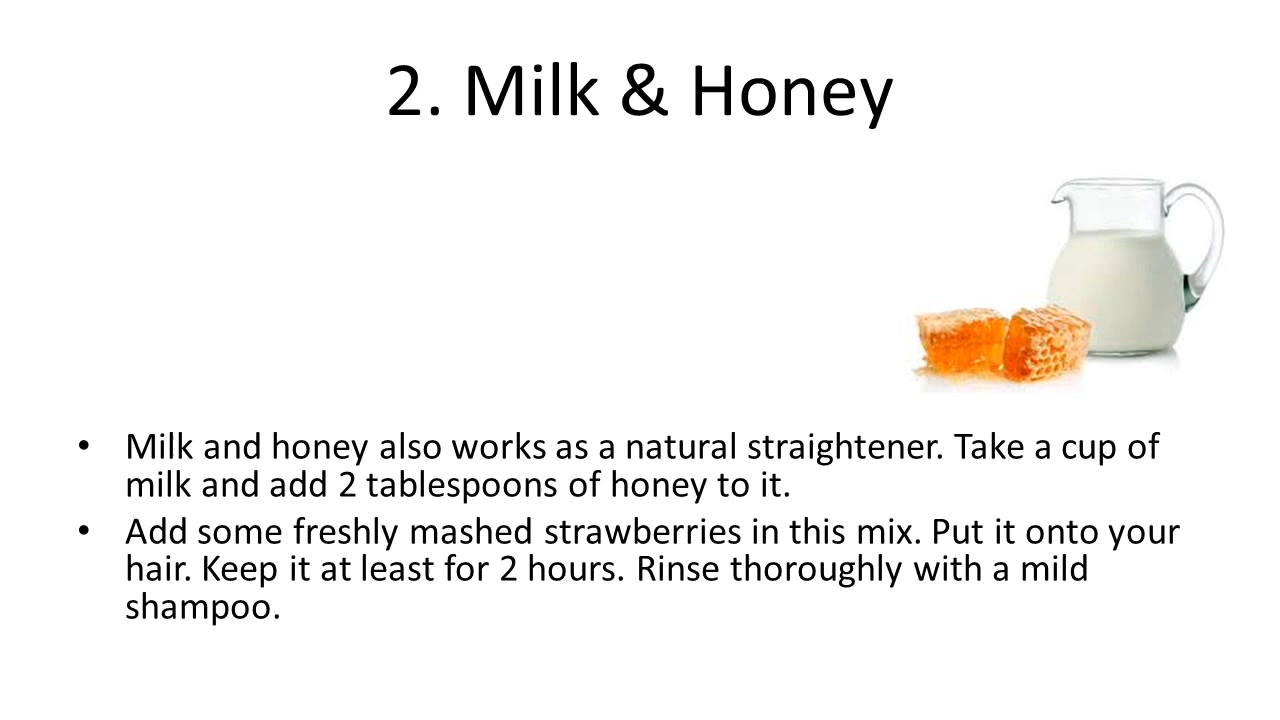 2. Milk & Honey
• Milk and honey also works as a natural straightener. Take a cup of
milk and add 2 tablespoons of honey to it.
• Add some freshly mashed strawberries in this mix. Put it onto your
hair. Keep it at least for 2 hours. Rinse thoroughly with a mild
shampoo.